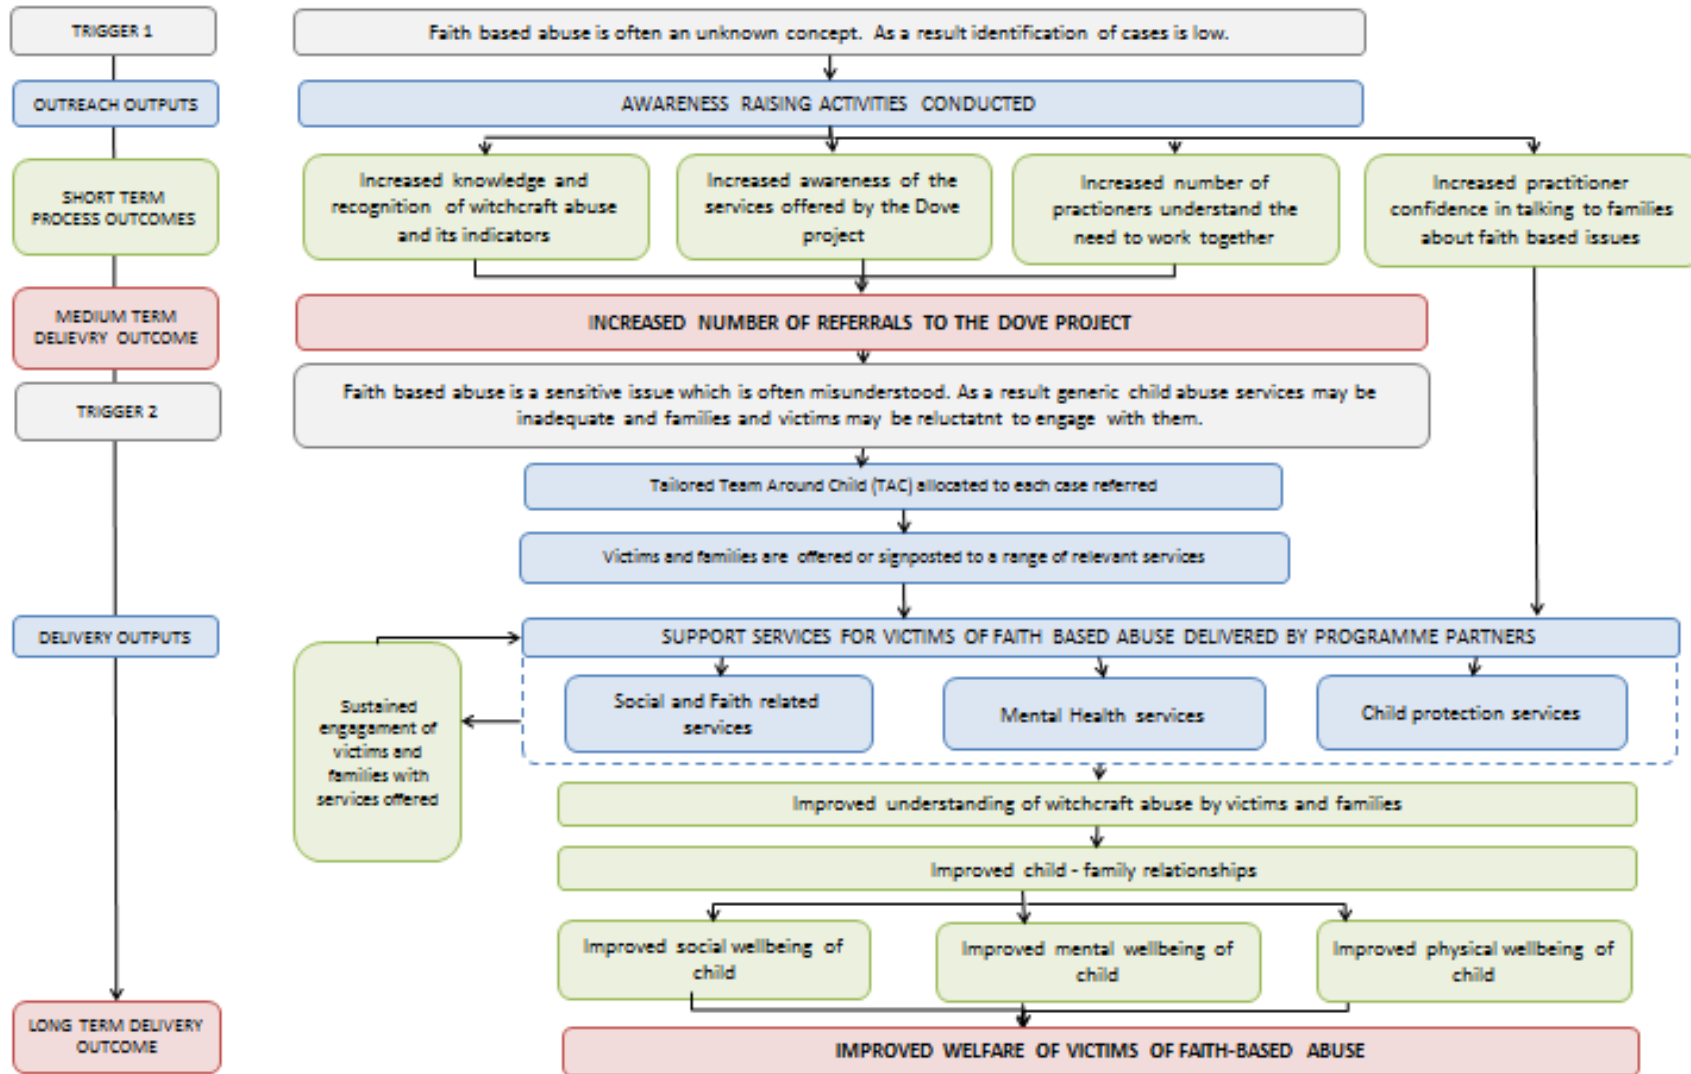 TRIGGER 1
Faith based abuse is often an unknown concept. As a result identification of cases is low.
OUTREACH OUTPUTS
AWARENESS RAISING ACTIVITIES CONDUCTED
SHORT TERM
PROCESS OUTCOMES
Increased knowledge and
recognition of witchcraft abuse
and its indicators
Increased awareness of the
services offered by the Dove
project
Increased number of
practioners understand the
need to work together
Increased practitioner
confidence in talking to families
about faith based issues
MEDIUM TERM
DELIEVRY OUTCOME
INCREASED NUMBER OF REFERRALS TO THE DOVE PROJECT
TRIGGER 2
Faith based abuse is a sensitive issue which is often misunderstood. As a result generic child abuse services may be
inadequate and families and victims may be reluctatnt to engage with them.
Tailored Team Around Child (TAC) allocated to each case referred
Victims and families are offered or signposted to a range of relevant services
DELIVERY OUTPUTS
SUPPORT SERVICES FOR VICTIMS OF FAITH BASED ABUSE DELIVERED BY PROGRAMME PARTNERS
Sustained
engagament of
victims and
families with
services offered
Social and Faith related
services
Mental Health services
Child protection services
Improved understanding of witchcraft abuse by victims and families
Improved child - family relationships
Improved social wellbeing of
child
Improved mental wellbeing of
child
Improved physical wellbeing of
child
LONG TERM DELIVERY
OUTCOME
IMPROVED WELFARE OF VICTIMS OF FAITH-BASED ABUSE